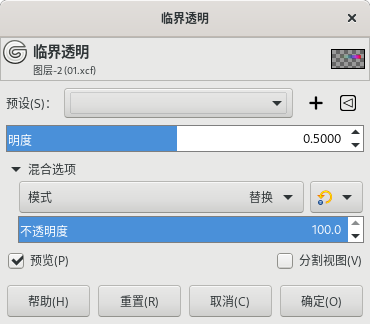 临界透明
临界透明
图层-2 (01.xcf)
预设(S)：
明度 0.5000
混合选项
模式 替换
不透明度 100.0
预览(P) 分割视图(V)
帮助(H) 重置(R) 取消(C) 确定(O)